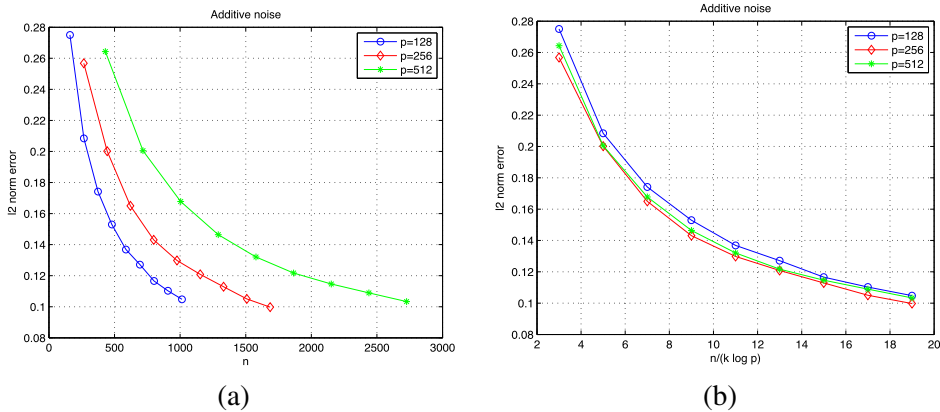 Additive noise
0.28
0.26
0.24
0.22
0.2
0.18
0.16
0.14
0.12
0.1
0.08
l2 norm error
p=128
p=256
p=512
0 500 1000 1500 2000 2500 3000
n
(a)
Additive noise
0.28
0.26
0.24
0.22
0.2
0.18
0.16
0.14
0.12
0.1
0.08
l2 norm error
p=128
p=256
p=512
2 4 6 8 10 12 14 16 18 20
n/(k log p)
(b)